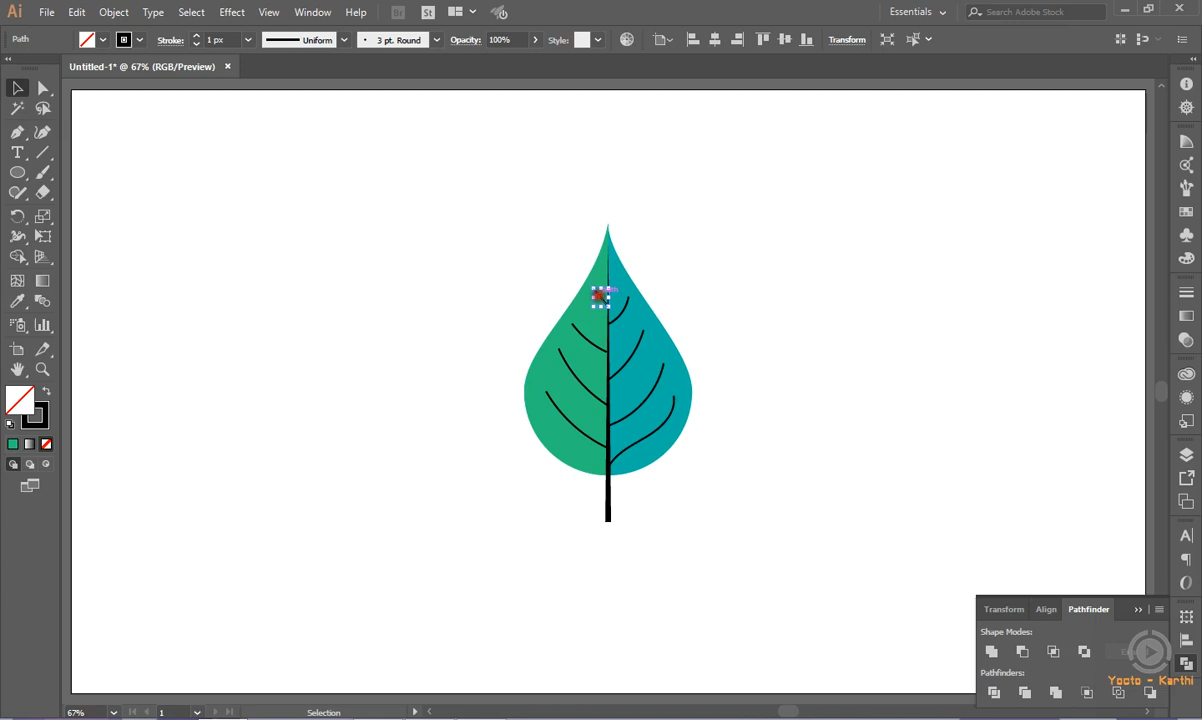 Ai File Edit Object Type Select Effect View Window Help Br St Essentials Search Adobe Stock
Path Stroke: 1 px Uniform 3 pt. Round Opacity: 100% Style: Transform
Untitled-1* @ 67% (RGB/Preview)
Transform Align Pathfinder
Shape Modes:
Pathfinders:
Yooto - Karthi
67% 1 Selection